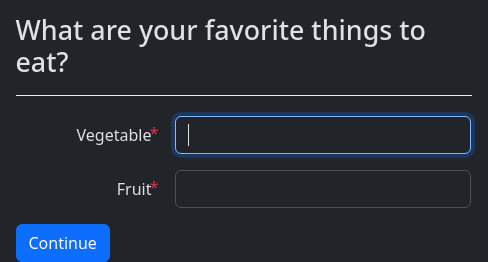 What are your favorite things to
eat?
Vegetable*
Fruit*
Continue